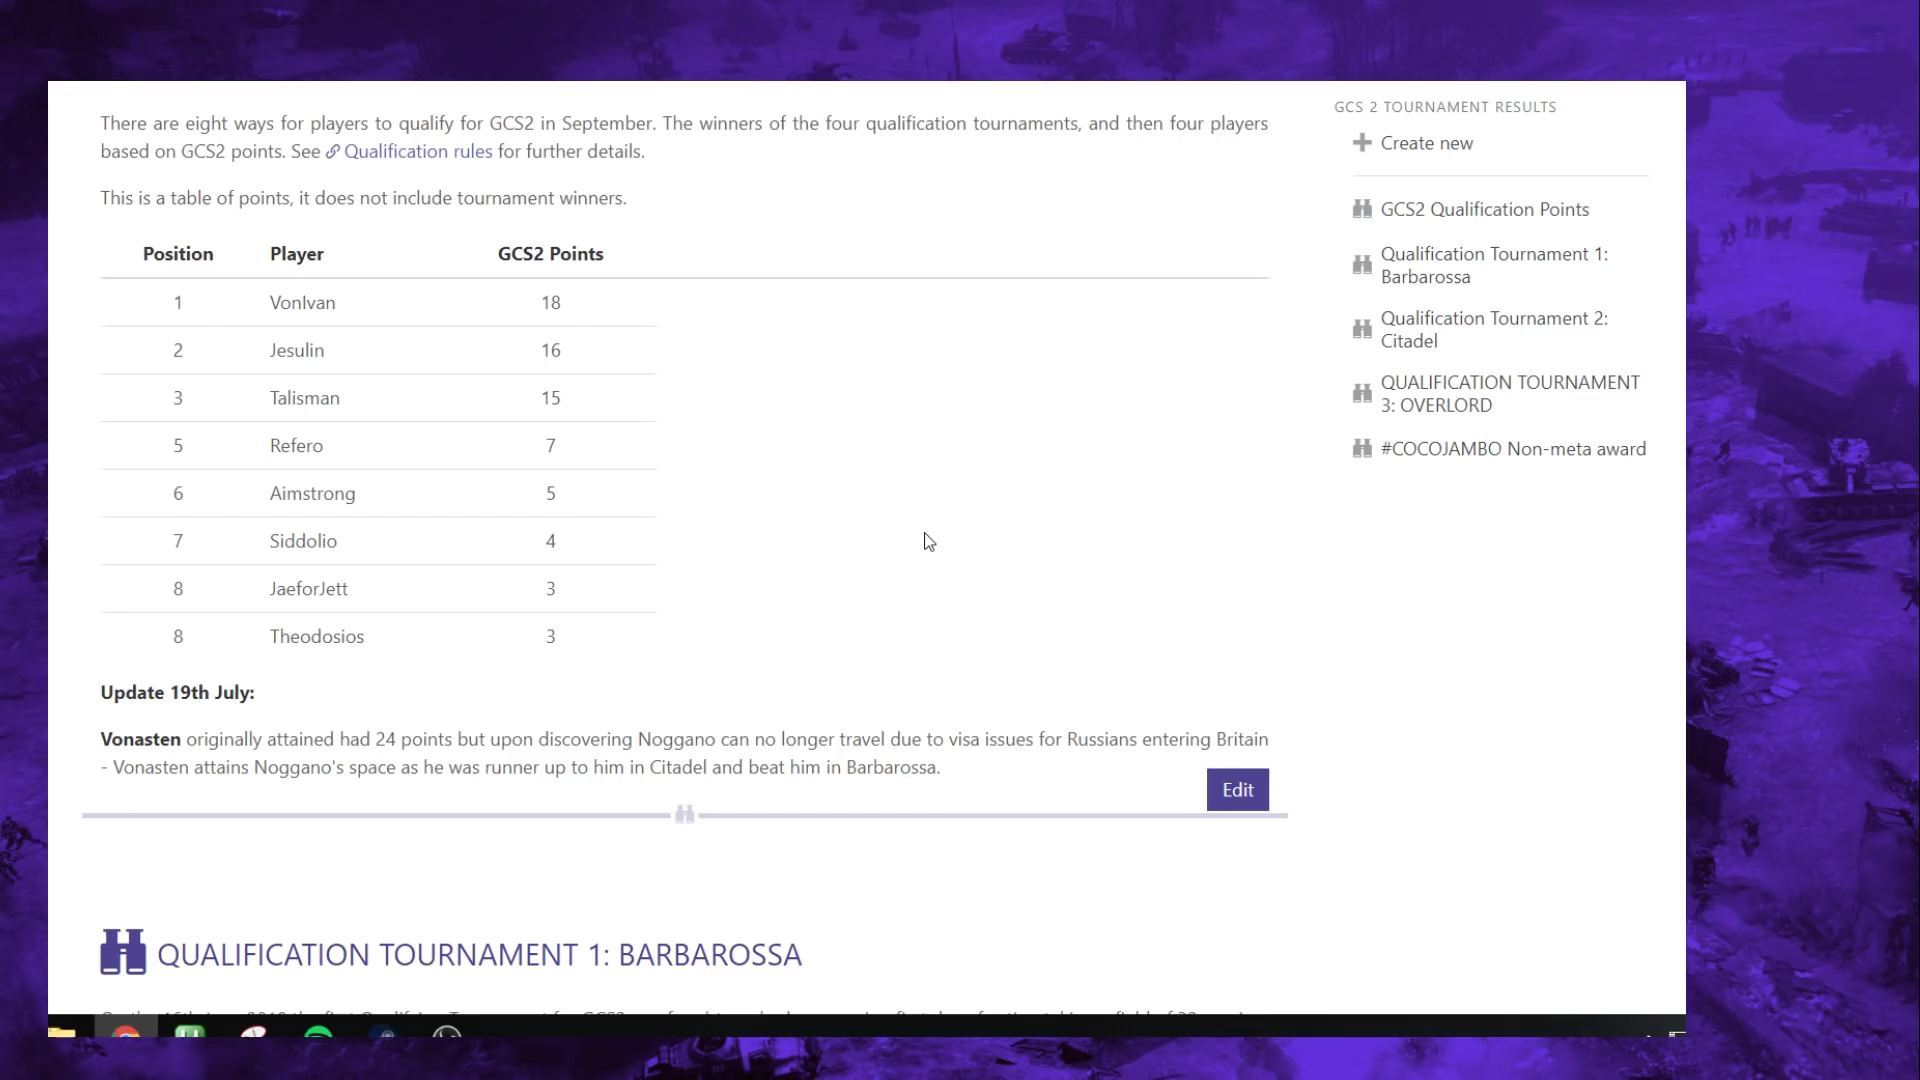 There are eight ways for players to qualify for GCS2 in September. The winners of the four qualification tournaments, and then four players
based on GCS2 points. See Qualification rules for further details.
This is a table of points, it does not include tournament winners.
Position Player GCS2 Points
1 VonIvan 18
2 Jesulin 16
3 Talisman 15
5 Refero 7
6 Aimstrong 5
7 Siddolio 4
8 JaeforJett 3
8 Theodosios 3
Update 19th July:
Vonasten originally attained had 24 points but upon discovering Noggano can no longer travel due to visa issues for Russians entering Britain
- Vonasten attains Noggano's space as he was runner up to him in Citadel and beat him in Barbarossa.
Edit
QUALIFICATION TOURNAMENT 1: BARBAROSSA
GCS 2 TOURNAMENT RESULTS
Create new
GCS2 Qualification Points
Qualification Tournament 1:
Barbarossa
Qualification Tournament 2:
Citadel
QUALIFICATION TOURNAMENT
3: OVERLORD
#COCOJAMBO Non-meta award